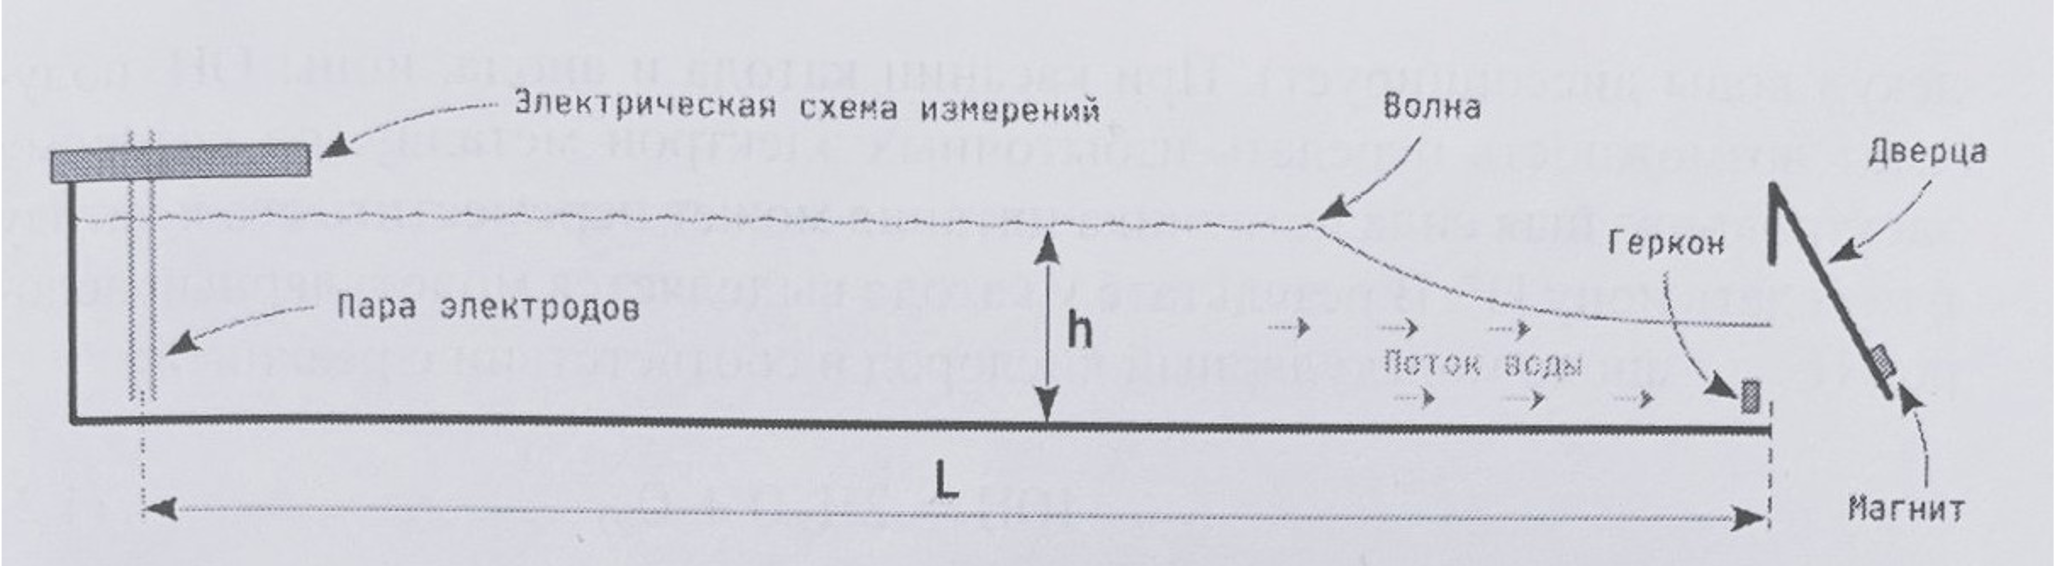 Электрическая схема измерений
Волна
Дверца
Геркон
Пара электродов
h
Поток воды
L
Магнит